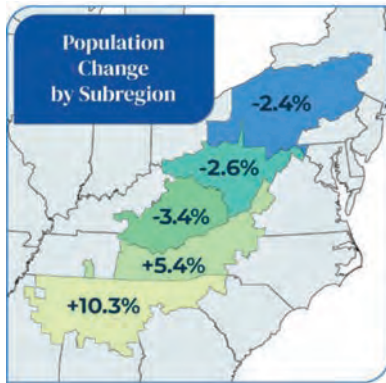 Population
Change
by Subregion
-2.4%
-2.6%
-3.4%
+5.4%
+10.3%